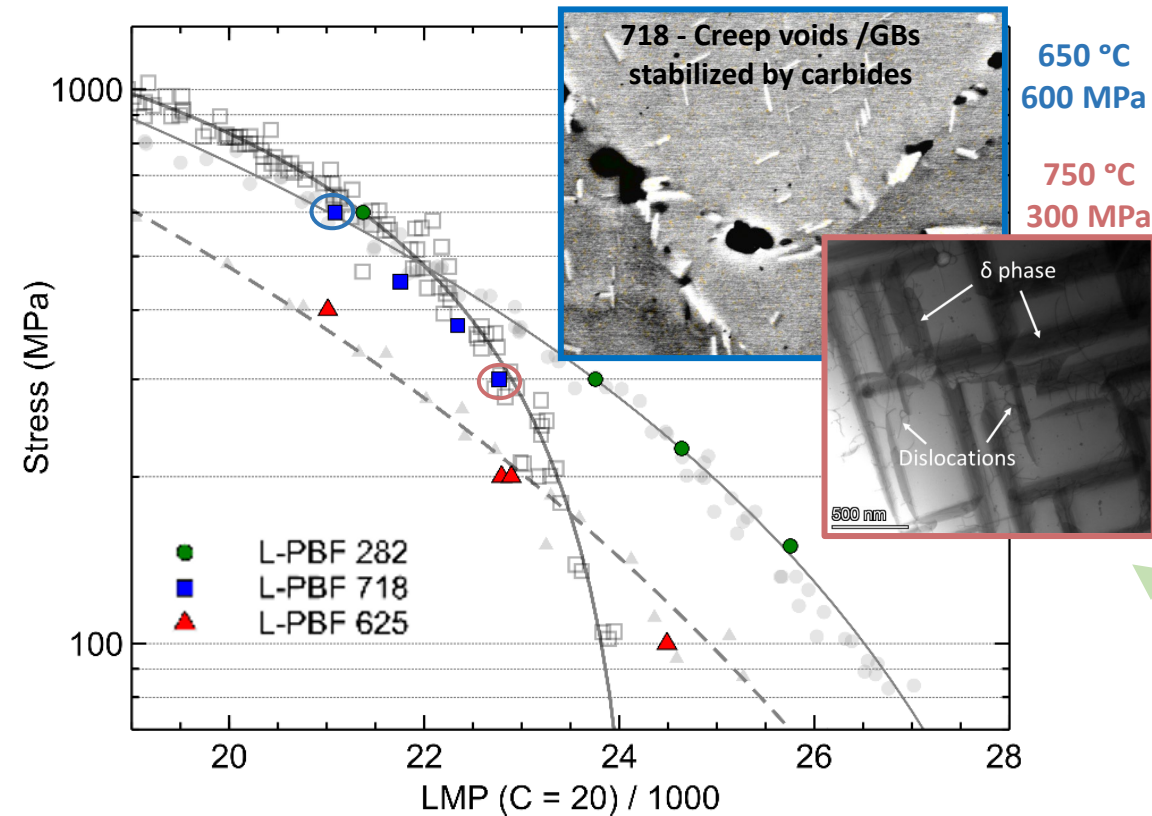 718 - Creep voids /GBs
stabilized by carbides
650 °C
600 MPa
750 °C
300 MPa
δ phase
Dislocations
500 nm
1000
100
Stress (MPa)
L-PBF 282
L-PBF 718
L-PBF 625
20
22
24
26
28
LMP (C = 20) / 1000